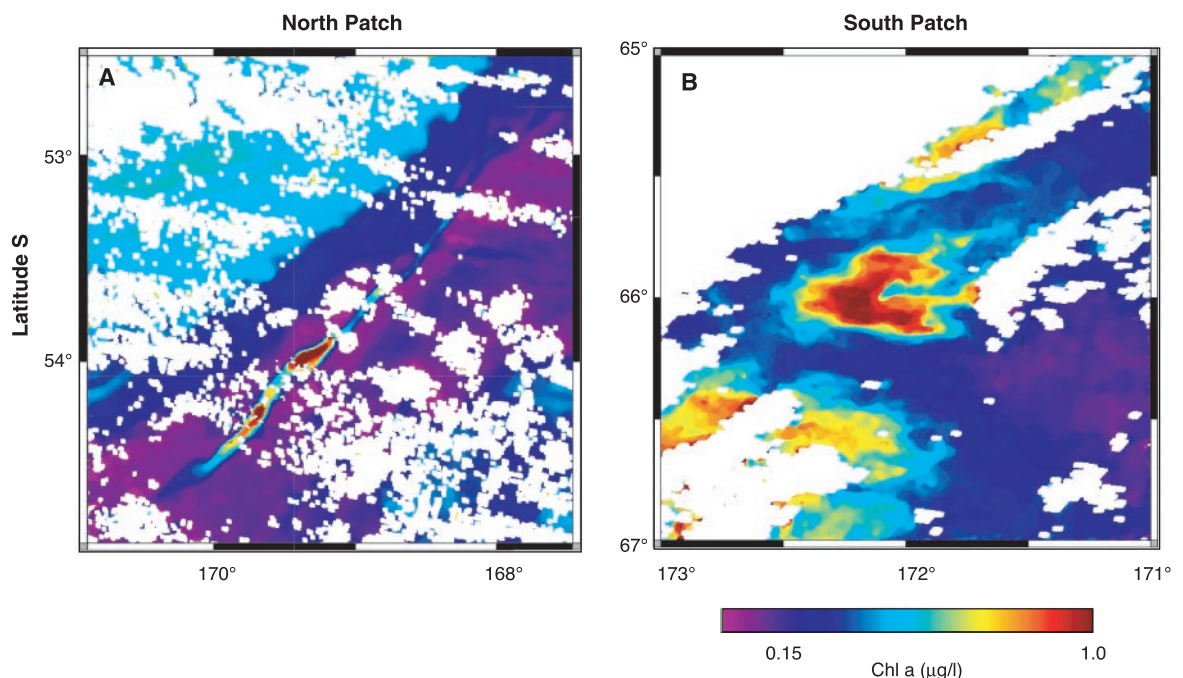 North Patch
South Patch
A
B
Latitude S
53°
54°
170°
168°
65°
66°
67°
173°
172°
171°
0.15
1.0
Chl a (μg/l)